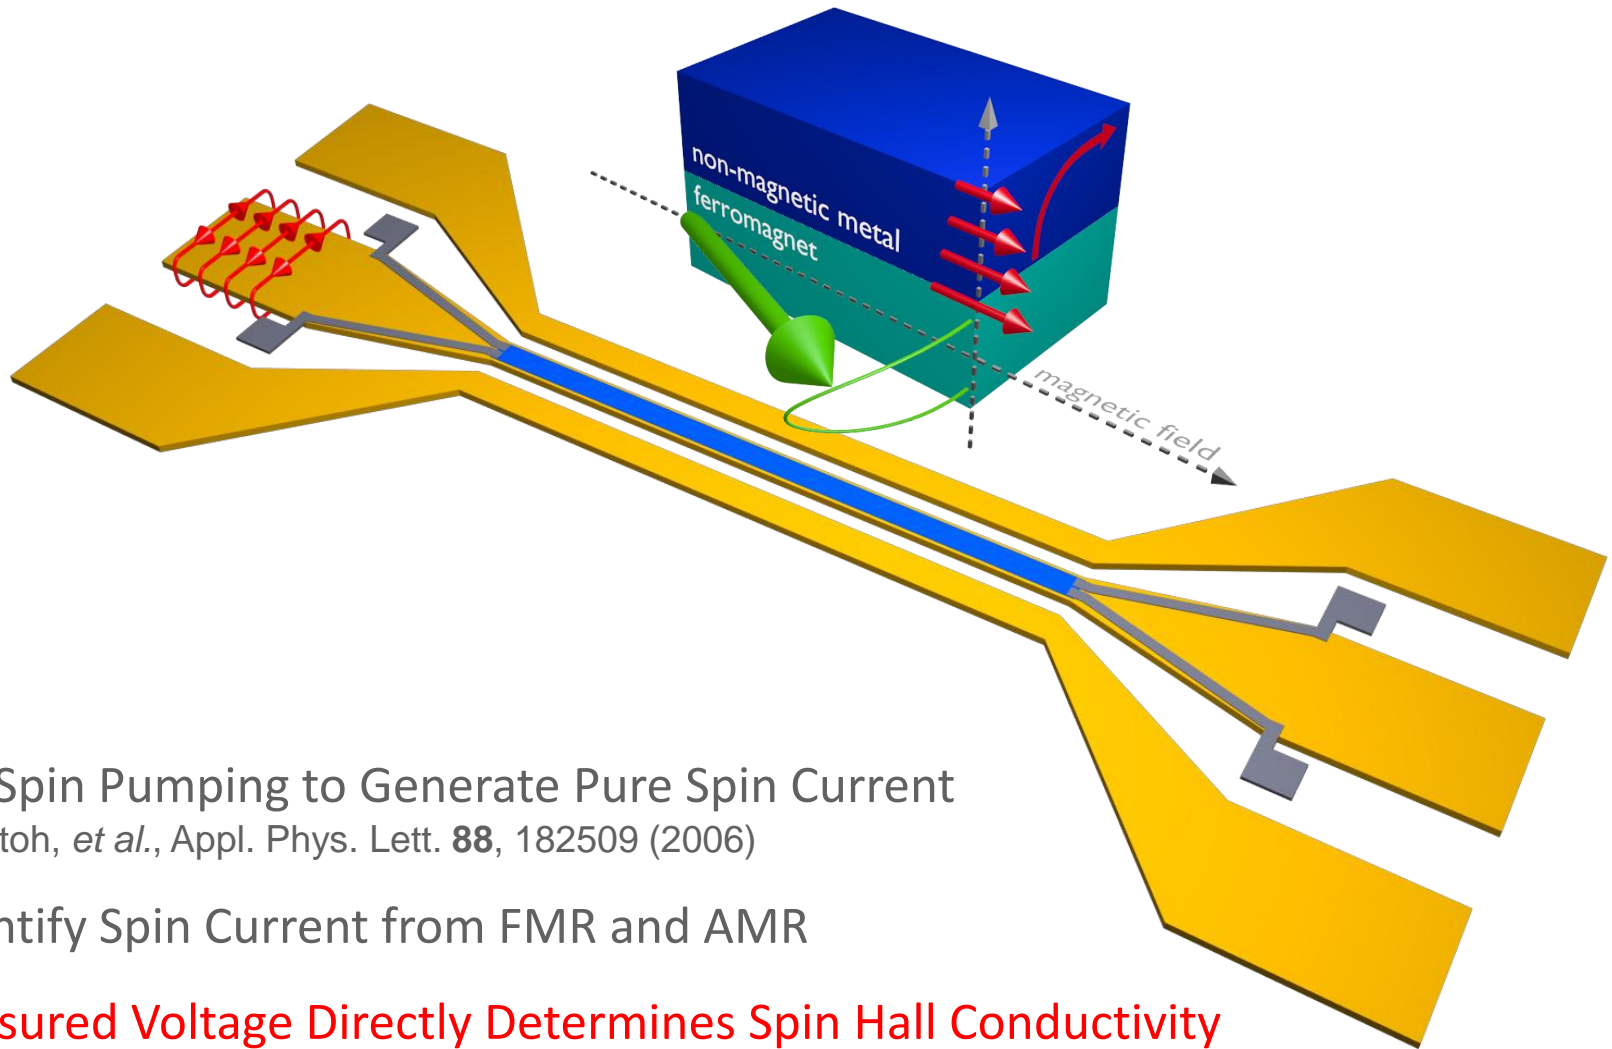 non-magnetic metal
ferromagnet
magnetic field
Spin Pumping to Generate Pure Spin Current
toh, et al., Appl. Phys. Lett. 88, 182509 (2006)
ntify Spin Current from FMR and AMR
sured Voltage Directly Determines Spin Hall Conductivity